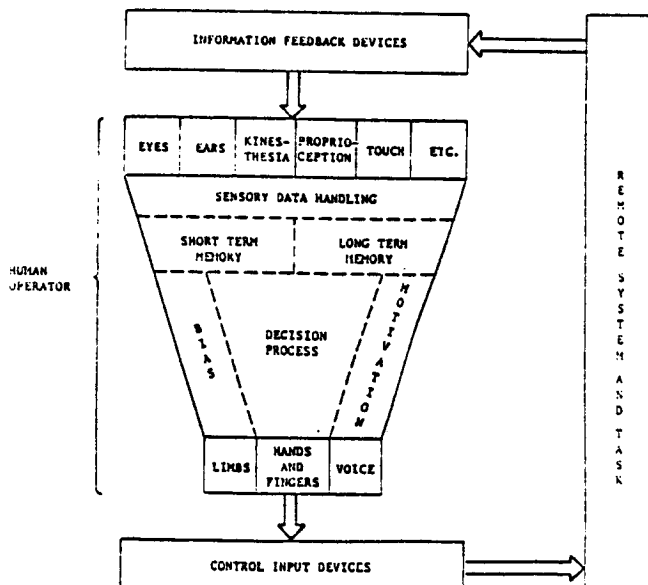 INFORMATION FEEDBACK DEVICES
EYES
EARS
KINES-
THESIA
PROPRIO-
CEPTION
TOUCH
ETC.
SENSORY DATA HANDLING
SHORT TERM
MEMORY
LONG TERM
MEMORY
HUMAN
OPERATOR
BIAS
DECISION
PROCESS
MOTIVATION
LIMBS
HANDS
AND
FINGERS
VOICE
CONTROL INPUT DEVICES
REMOTE SYSTEM AND TASK